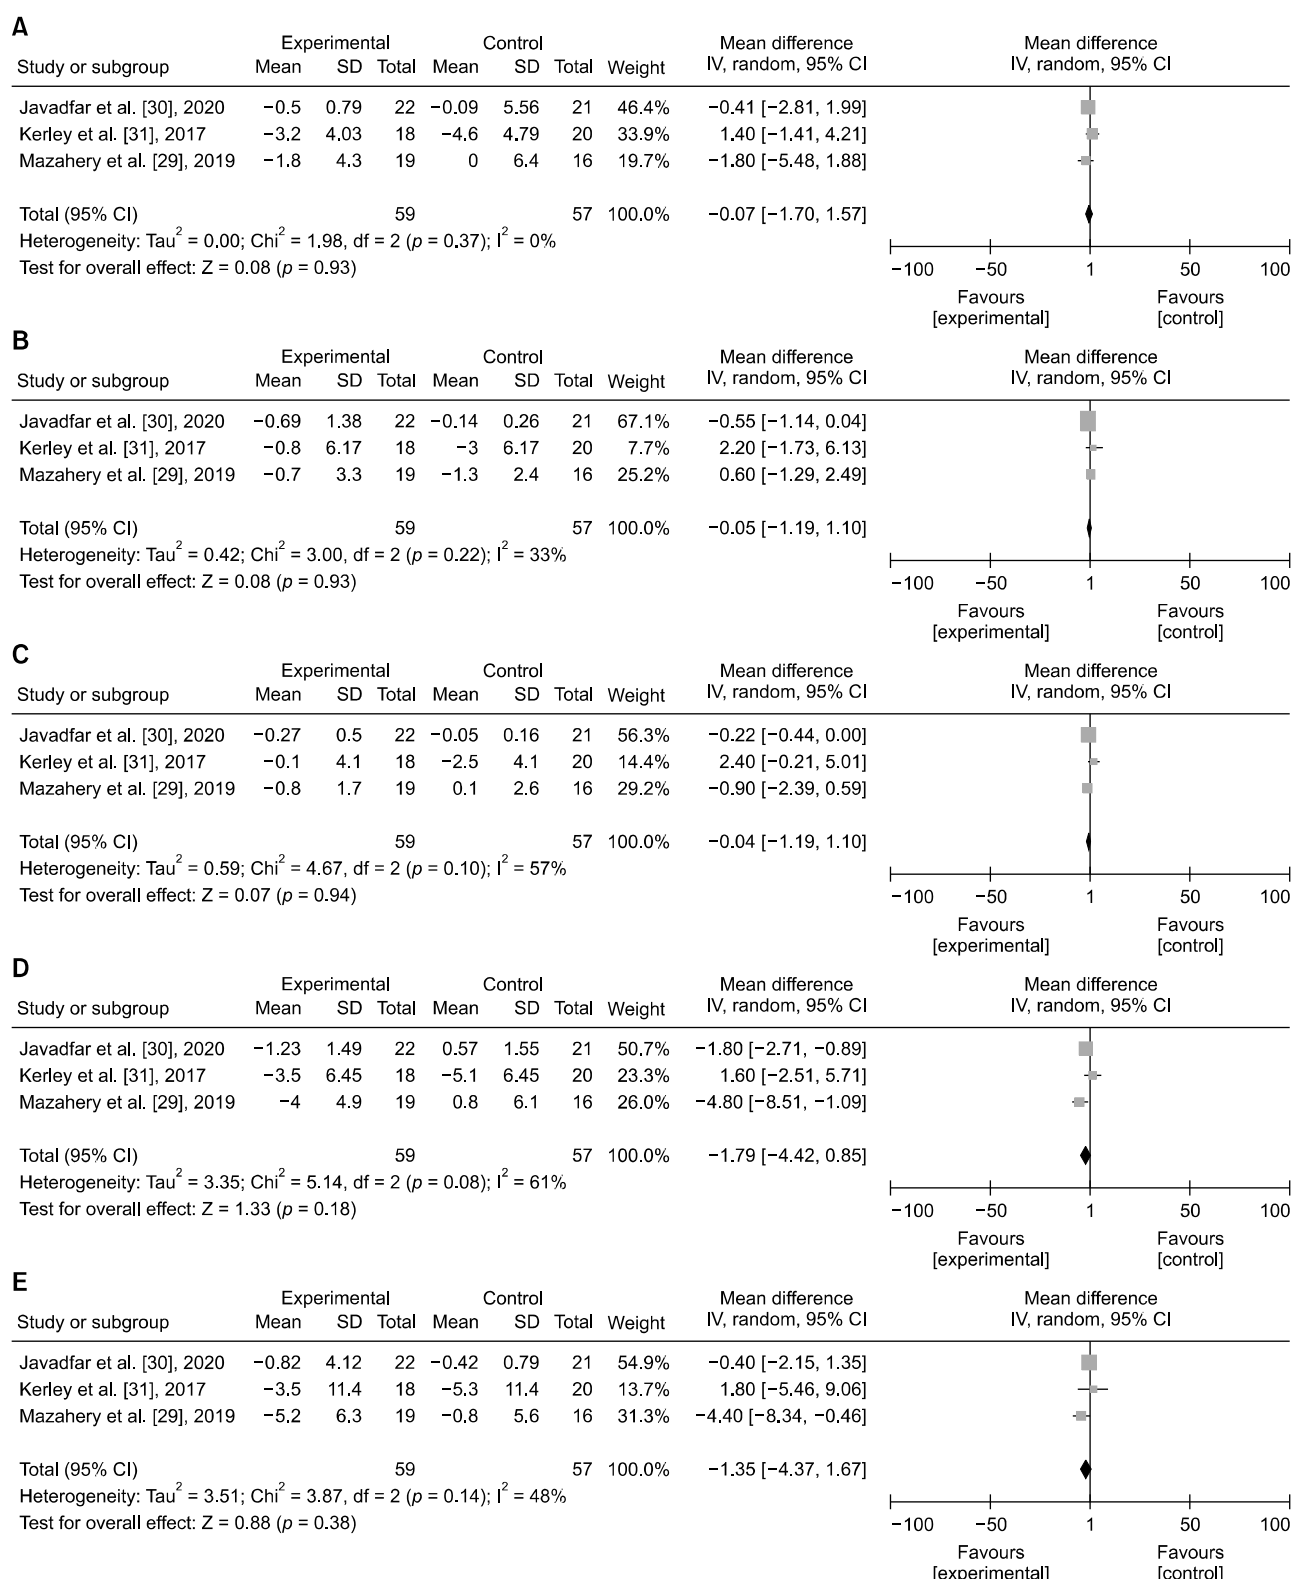 A
Experimental Control Mean difference Mean difference
Study or subgroup Mean SD Total Mean SD Total Weight IV, random, 95% CI IV, random, 95% CI
Javadfar et al. [30], 2020 −0.5 0.79 22 −0.09 5.56 21 46.4% −0.41 [−2.81, 1.99]
Kerley et al. [31], 2017 −3.2 4.03 18 −4.6 4.79 20 33.9% 1.40 [−1.41, 4.21]
Mazahery et al. [29], 2019 −1.8 4.3 19 0 6.4 16 19.7% −1.80 [−5.48, 1.88]
Total (95% CI) 59 57 100.0% −0.07 [−1.70, 1.57]
Heterogeneity: Tau² = 0.00; Chi² = 1.98, df = 2 (p = 0.37); I² = 0%
Test for overall effect: Z = 0.08 (p = 0.93)
−100 −50 1 50 100
Favours Favours
[experimental] [control]
B
Experimental Control Mean difference Mean difference
Study or subgroup Mean SD Total Mean SD Total Weight IV, random, 95% CI IV, random, 95% CI
Javadfar et al. [30], 2020 −0.69 1.38 22 −0.14 0.26 21 67.1% −0.55 [−1.14, 0.04]
Kerley et al. [31], 2017 −0.8 6.17 18 −3 6.17 20 7.7% 2.20 [−1.73, 6.13]
Mazahery et al. [29], 2019 −0.7 3.3 19 −1.3 2.4 16 25.2% 0.60 [−1.29, 2.49]
Total (95% CI) 59 57 100.0% −0.05 [−1.19, 1.10]
Heterogeneity: Tau² = 0.42; Chi² = 3.00, df = 2 (p = 0.22); I² = 33%
Test for overall effect: Z = 0.08 (p = 0.93)
−100 −50 1 50 100
Favours Favours
[experimental] [control]
C
Experimental Control Mean difference Mean difference
Study or subgroup Mean SD Total Mean SD Total Weight IV, random, 95% CI IV, random, 95% CI
Javadfar et al. [30], 2020 −0.27 0.5 22 −0.05 0.16 21 56.3% −0.22 [−0.44, 0.00]
Kerley et al. [31], 2017 −0.1 4.1 18 −2.5 4.1 20 14.4% 2.40 [−0.21, 5.01]
Mazahery et al. [29], 2019 −0.8 1.7 19 0.1 2.6 16 29.2% −0.90 [−2.39, 0.59]
Total (95% CI) 59 57 100.0% −0.04 [−1.19, 1.10]
Heterogeneity: Tau² = 0.59; Chi² = 4.67, df = 2 (p = 0.10); I² = 57%
Test for overall effect: Z = 0.07 (p = 0.94)
−100 −50 1 50 100
Favours Favours
[experimental] [control]
D
Experimental Control Mean difference Mean difference
Study or subgroup Mean SD Total Mean SD Total Weight IV, random, 95% CI IV, random, 95% CI
Javadfar et al. [30], 2020 −1.23 1.49 22 0.57 1.55 21 50.7% −1.80 [−2.71, −0.89]
Kerley et al. [31], 2017 −3.5 6.45 18 −5.1 6.45 20 23.3% 1.60 [−2.51, 5.71]
Mazahery et al. [29], 2019 −4 4.9 19 0.8 6.1 16 26.0% −4.80 [−8.51, −1.09]
Total (95% CI) 59 57 100.0% −1.79 [−4.42, 0.85]
Heterogeneity: Tau² = 3.35; Chi² = 5.14, df = 2 (p = 0.08); I² = 61%
Test for overall effect: Z = 1.33 (p = 0.18)
−100 −50 1 50 100
Favours Favours
[experimental] [control]
E
Experimental Control Mean difference Mean difference
Study or subgroup Mean SD Total Mean SD Total Weight IV, random, 95% CI IV, random, 95% CI
Javadfar et al. [30], 2020 −0.82 4.12 22 −0.42 0.79 21 54.9% −0.40 [−2.15, 1.35]
Kerley et al. [31], 2017 −3.5 11.4 18 −5.3 11.4 20 13.7% 1.80 [−5.46, 9.06]
Mazahery et al. [29], 2019 −5.2 6.3 19 −0.8 5.6 16 31.3% −4.40 [−8.34, −0.46]
Total (95% CI) 59 57 100.0% −1.35 [−4.37, 1.67]
Heterogeneity: Tau² = 3.51; Chi² = 3.87, df = 2 (p = 0.14); I² = 48%
Test for overall effect: Z = 0.88 (p = 0.38)
−100 −50 1 50 100
Favours Favours
[experimental] [control]